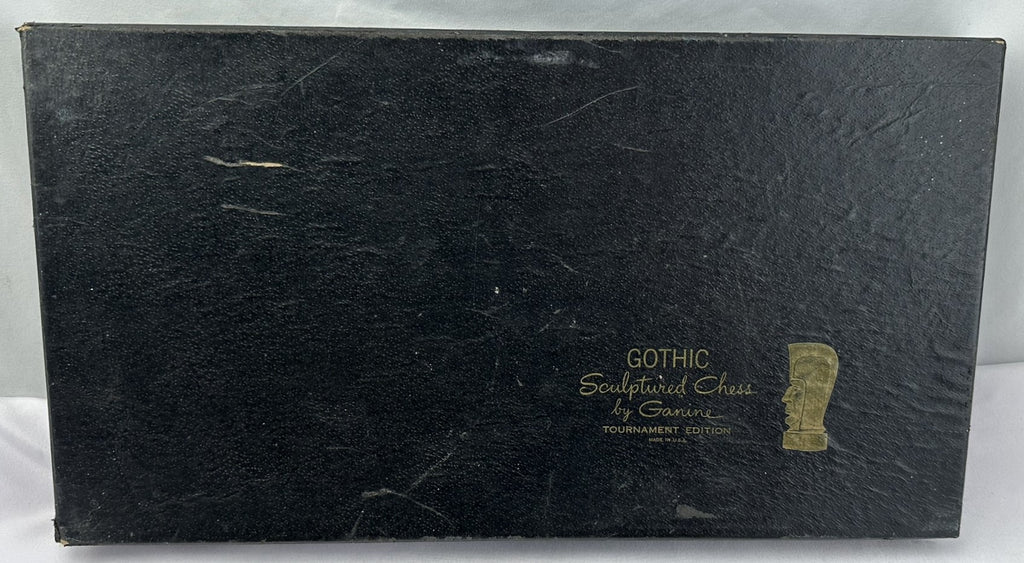 GOTHIC
Sculptured Chess
by Ganine
TOURNAMENT EDITION
MADE IN U.S.A.